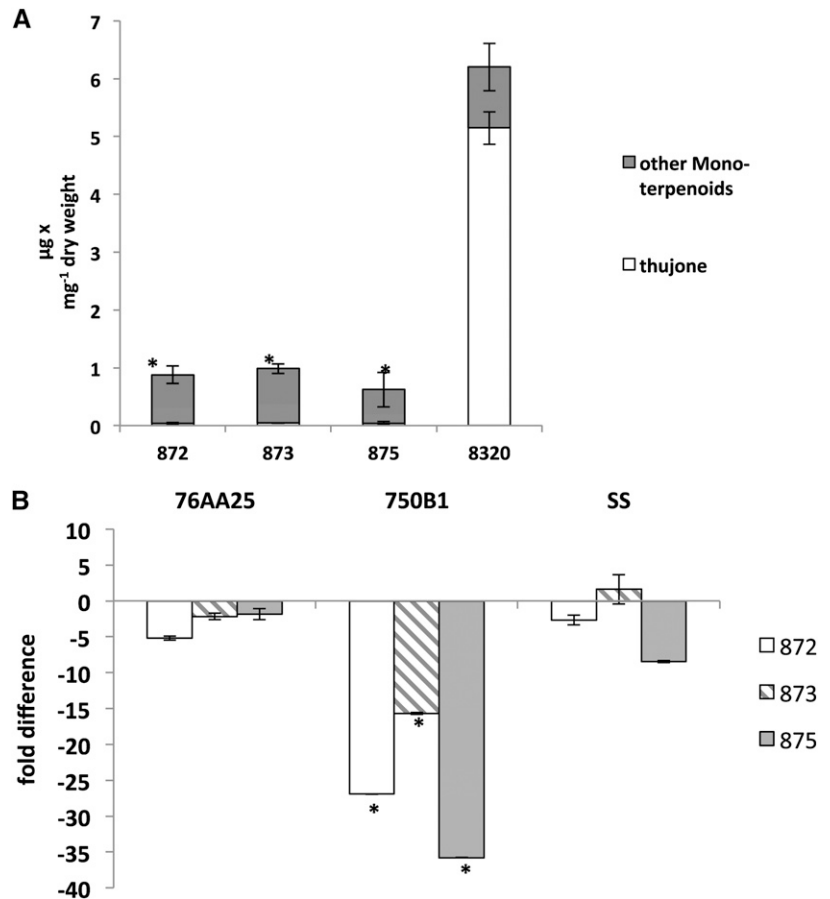 A
7
6
5
4
3
2
1
0
µg x
mg⁻¹ dry weight
*
*
*
872
873
875
8320
other Mono-
terpenoids
thujone
B
76AA25
750B1
SS
10
5
0
-5
-10
-15
-20
-25
-30
-35
-40
fold difference
*
*
*
872
873
875